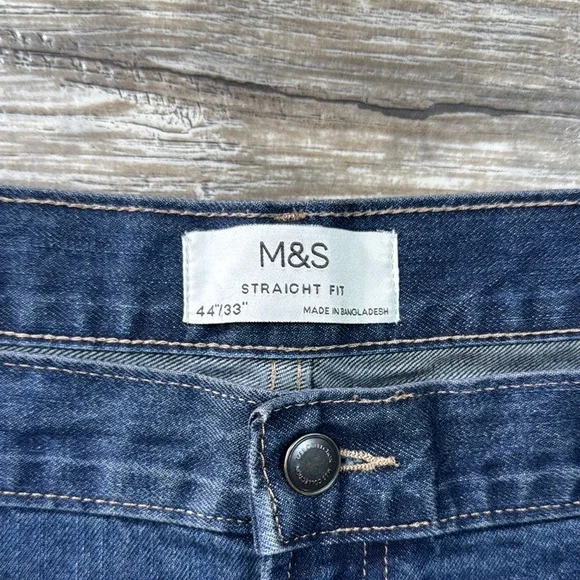 M&S
STRAIGHT FIT
44"/33"
MADE IN BANGLADESH